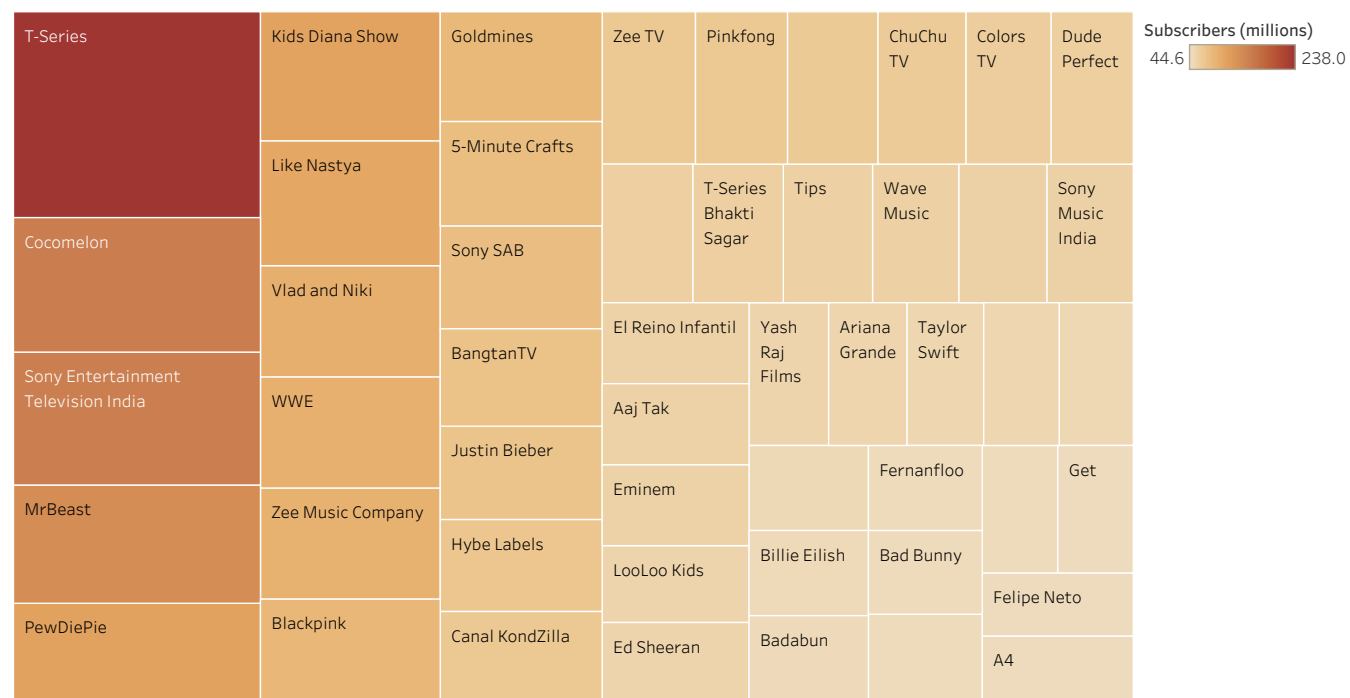 T-Series
Cocomelon
Sony Entertainment
Television India
MrBeast
PewDiePie
Kids Diana Show
Like Nastya
Vlad and Niki
WWE
Zee Music Company
Blackpink
Goldmines
5-Minute Crafts
Sony SAB
BangtanTV
Justin Bieber
Hybe Labels
Canal KondZilla
Zee TV
Pinkfong
ChuChu
TV
Colors
TV
Dude
Perfect
T-Series
Bhakti
Sagar
Tips
Wave
Music
Sony
Music
India
El Reino Infantil
Aaj Tak
Eminem
LooLoo Kids
Ed Sheeran
Yash
Raj
Films
Ariana
Grande
Taylor
Swift
Fernanfloo
Get
Billie Eilish
Bad Bunny
Badabun
Felipe Neto
A4
Subscribers (millions)
44.6
238.0